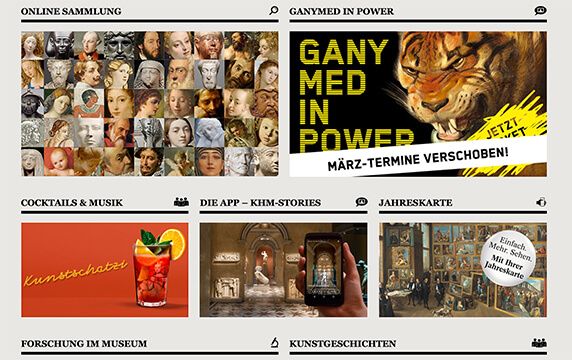 ONLINE SAMMLUNG
GANYMED IN POWER
GANY
MED
IN
POWER
JETZT
MÄRZ-TERMINE VERSCHOBEN!
COCKTAILS & MUSIK
DIE APP – KHM-STORIES
JAHRESKARTE
Kunstschatzi
Einfach.
Mehr. Sehen.
Mit Ihrer
Jahreskarte
FORSCHUNG IM MUSEUM
KUNSTGESCHICHTEN